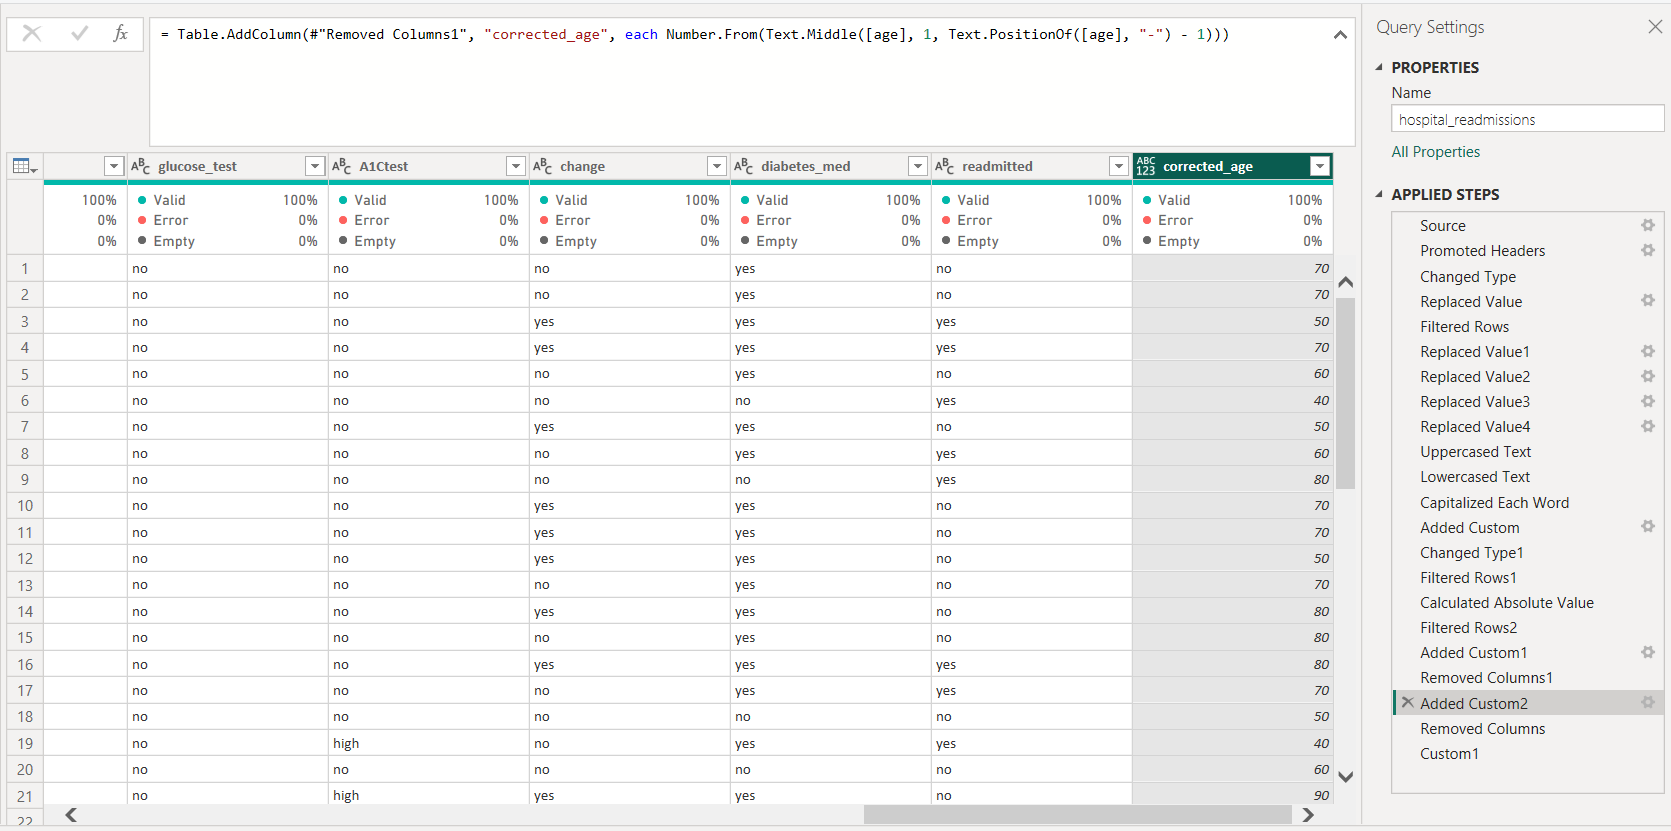 fx = Table.AddColumn(#"Removed Columns1", "corrected_age", each Number.From(Text.Middle([age], 1, Text.PositionOf([age], "-") - 1)))
ABC glucose_test ABC A1Ctest ABC change ABC diabetes_med ABC readmitted ABC 123 corrected_age
100% Valid 100% Valid 100% Valid 100% Valid 100% Valid 100% Valid 100%
0% Error 0% Error 0% Error 0% Error 0% Error 0% Error 0%
0% Empty 0% Empty 0% Empty 0% Empty 0% Empty 0% Empty 0%
1 no no no yes no 70
2 no no no yes no 70
3 no no yes yes yes 50
4 no no yes yes yes 70
5 no no no yes no 60
6 no no no no yes 40
7 no no yes yes no 50
8 no no no yes yes 60
9 no no no no yes 80
10 no no yes yes no 70
11 no no yes yes no 70
12 no no yes yes no 50
13 no no no yes no 70
14 no no yes yes no 80
15 no no no yes no 80
16 no no yes yes yes 80
17 no no no yes yes 70
18 no no no no no 50
19 no high no yes yes 40
20 no no no no no 60
21 no high yes yes no 90
22
Query Settings
PROPERTIES
Name
hospital_readmissions
All Properties
APPLIED STEPS
Source
Promoted Headers
Changed Type
Replaced Value
Filtered Rows
Replaced Value1
Replaced Value2
Replaced Value3
Replaced Value4
Uppercased Text
Lowercased Text
Capitalized Each Word
Added Custom
Changed Type1
Filtered Rows1
Calculated Absolute Value
Filtered Rows2
Added Custom1
Removed Columns1
Added Custom2
Removed Columns
Custom1